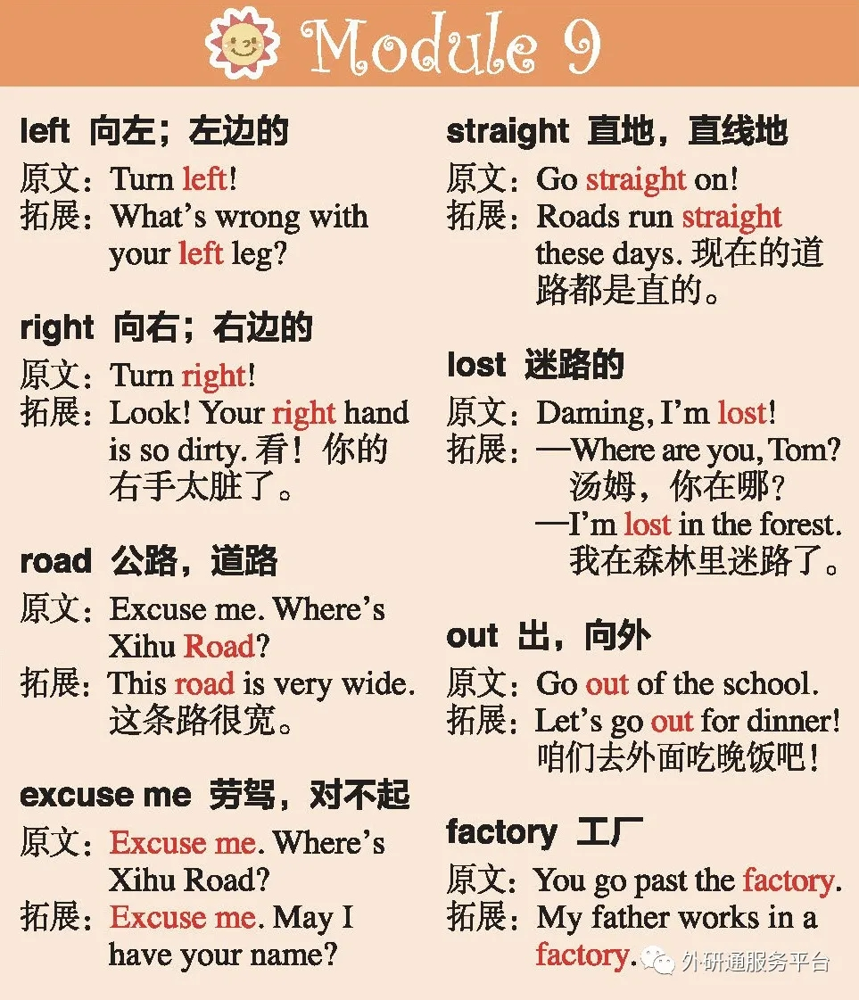 Module 9
left 向左；左边的
原文：Turn left!
拓展：What's wrong with
your left leg?
right 向右；右边的
原文：Turn right!
拓展：Look! Your right hand
is so dirty. 看！你的
右手太脏了。
road 公路，道路
原文：Excuse me. Where's
Xihu Road?
拓展：This road is very wide.
这条路很宽。
excuse me 劳驾，对不起
原文：Excuse me. Where's
Xihu Road?
拓展：Excuse me. May I
have your name?
straight 直地，直线地
原文：Go straight on!
拓展：Roads run straight
these days. 现在的道
路都是直的。
lost 迷路的
原文：Daming, I'm lost!
拓展：—Where are you, Tom?
汤姆，你在哪？
—I'm lost in the forest.
我在森林里迷路了。
out 出，向外
原文：Go out of the school.
拓展：Let's go out for dinner!
咱们去外面吃晚饭吧！
factory 工厂
原文：You go past the factory.
拓展：My father works in a
factory.
外研通服务平台